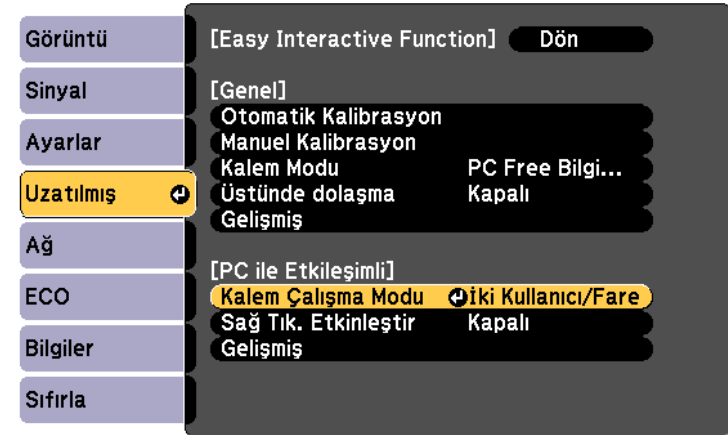 Görüntü
Sinyal
Ayarlar
Uzatılmış
Ağ
ECO
Bilgiler
Sıfırla
[Easy Interactive Function] Dön
[Genel]
Otomatik Kalibrasyon
Manuel Kalibrasyon
Kalem Modu PC Free Bilgi...
Üstünde dolaşma Kapalı
Gelişmiş
[PC ile Etkileşimli]
Kalem Çalışma Modu İki Kullanıcı/Fare
Sağ Tık. Etkinleştir Kapalı
Gelişmiş